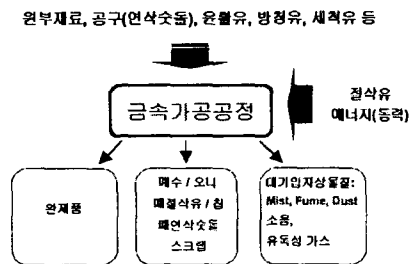 원부재료, 공구(연삭숫돌), 윤활유, 방청유, 세척유 등
금속가공공정
절삭유
에너지(동력)
완제품
폐수 / 오니
폐절삭유 / 칩
폐연삭숫돌
스크랩
대기입자상물질:
Mist, Fume, Dust
소음,
유독성 가스